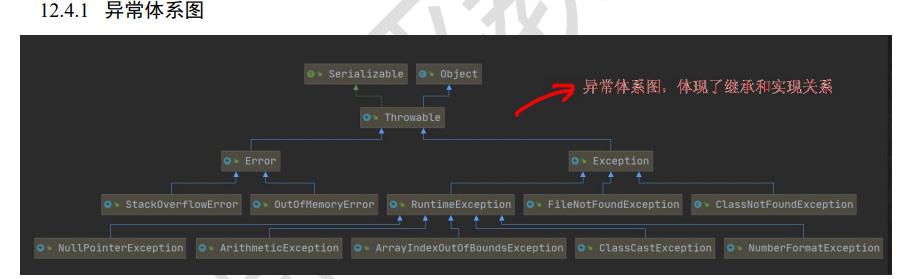 12.4.1 异常体系图
Serializable Object
异常体系图，体现了继承和实现关系
Throwable
Error Exception
StackOverflowError OutOfMemoryError RuntimeException FileNotFoundException ClassNotFoundException
NullPointerException ArithmeticException ArrayIndexOutOfBoundsException ClassCastException NumberFormatException